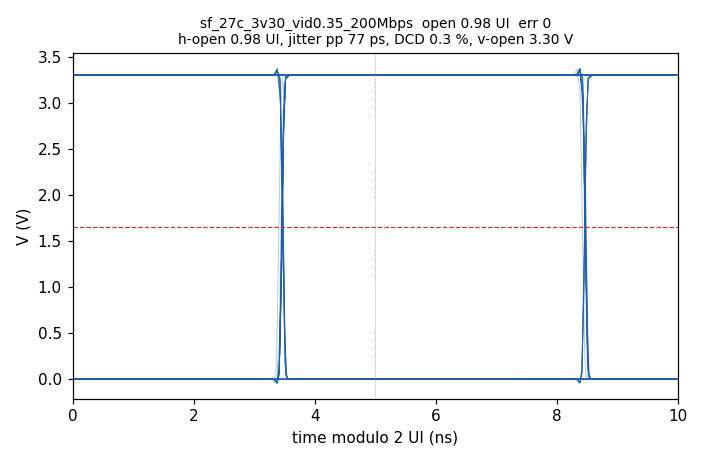 sf_27c_3v30_vid0.35_200Mbps  open 0.98 UI  err 0
h-open 0.98 UI, jitter pp 77 ps, DCD 0.3 %, v-open 3.30 V
3.5
3.0
2.5
2.0
1.5
1.0
0.5
0.0
V (V)
0 2 4 6 8 10
time modulo 2 UI (ns)